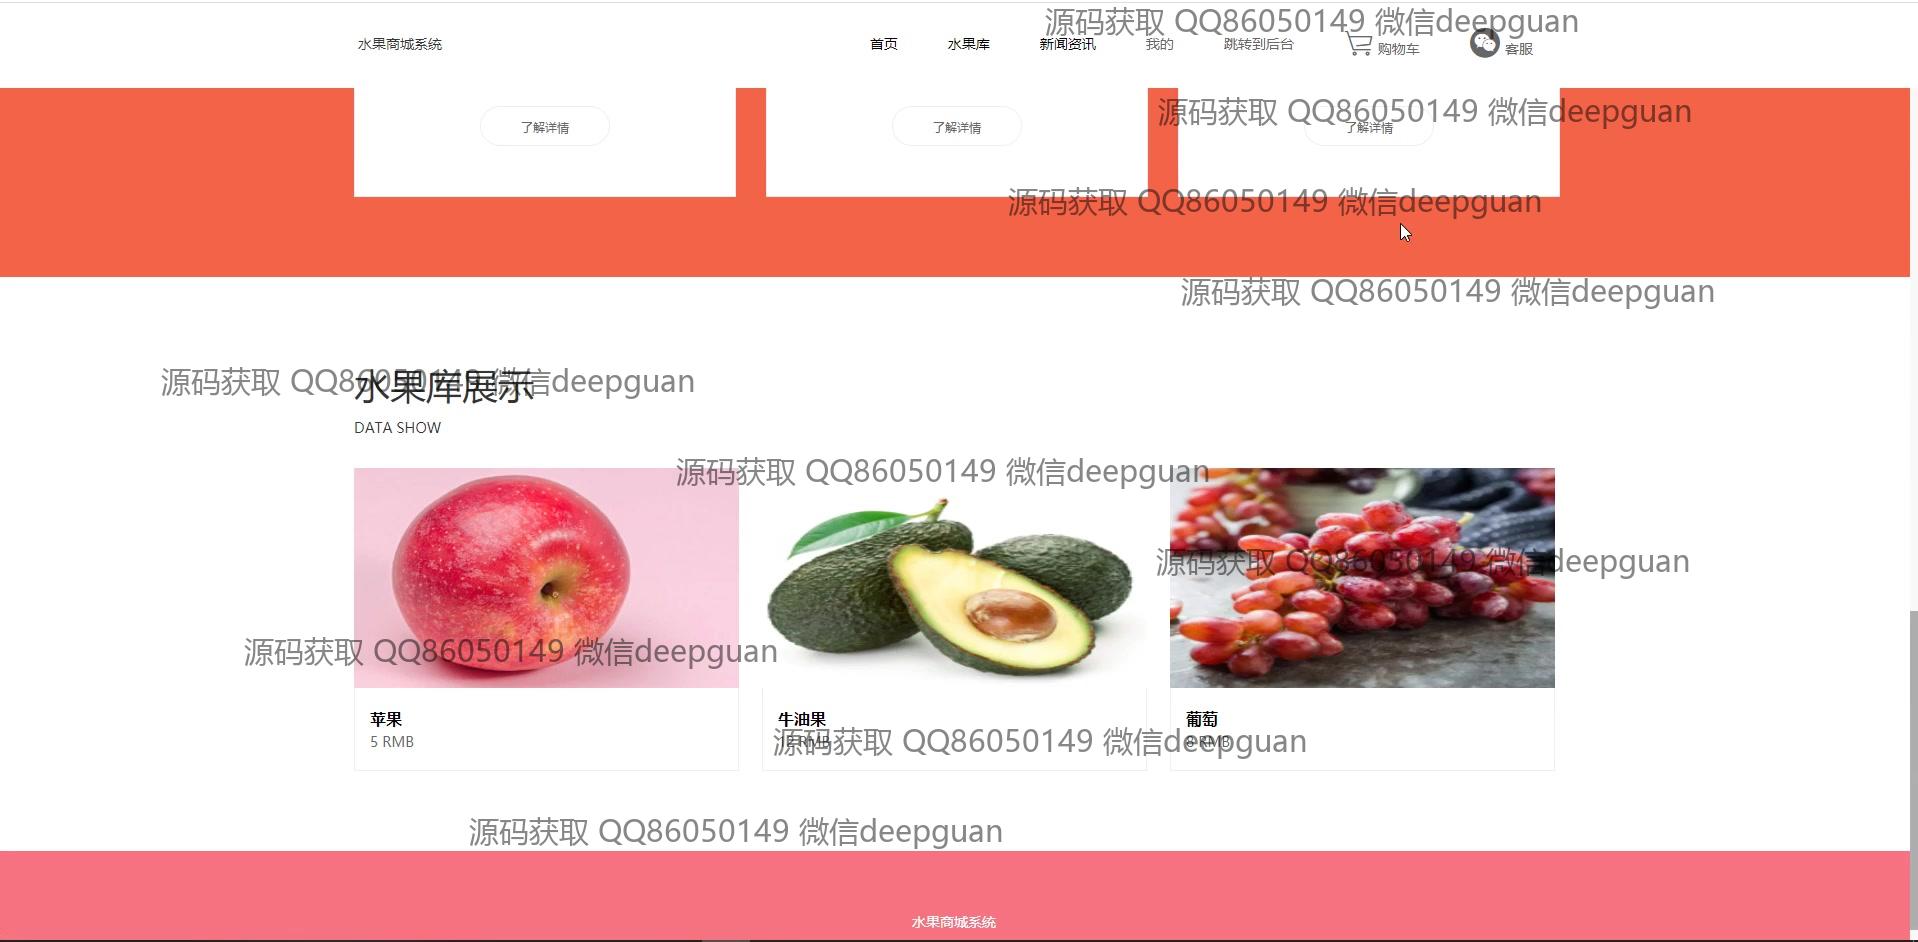 源码获取 QQ86050149 微信deepguan
水果商城系统
首页
水果库
新闻资讯
我的
跳转到后台
购物车
客服
源码获取 QQ86050149 微信deepguan
了解详情
了解详情
了解详情
源码获取 QQ86050149 微信deepguan
源码获取 QQ86050149 微信deepguan
源码获取 QQ86050149 微信deepguan
水果库展示
DATA SHOW
源码获取 QQ86050149 微信deepguan
源码获取 QQ86050149 微信deepguan
源码获取 QQ86050149 微信deepguan
苹果
5 RMB
牛油果
12 RMB
葡萄
8 RMB
源码获取 QQ86050149 微信deepguan
源码获取 QQ86050149 微信deepguan
水果商城系统